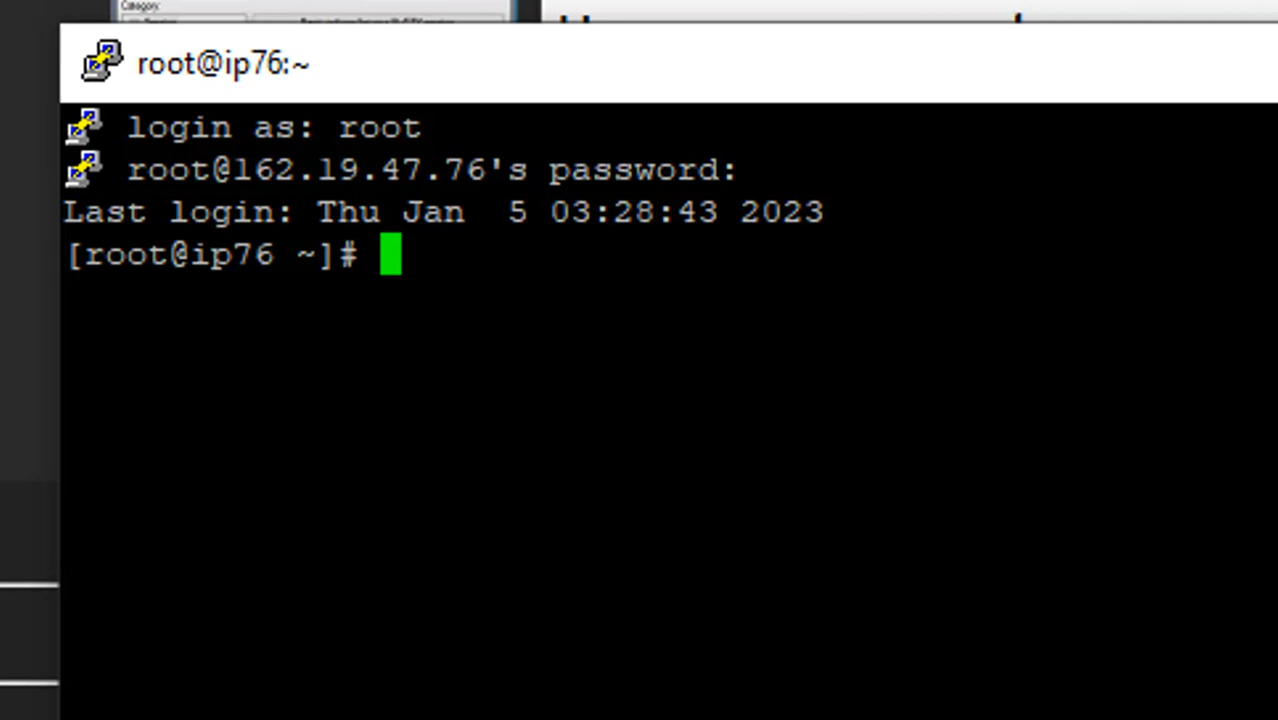 Category:
root@ip76:~
login as: root
root@162.19.47.76's password:
Last login: Thu Jan  5 03:28:43 2023
[root@ip76 ~]#